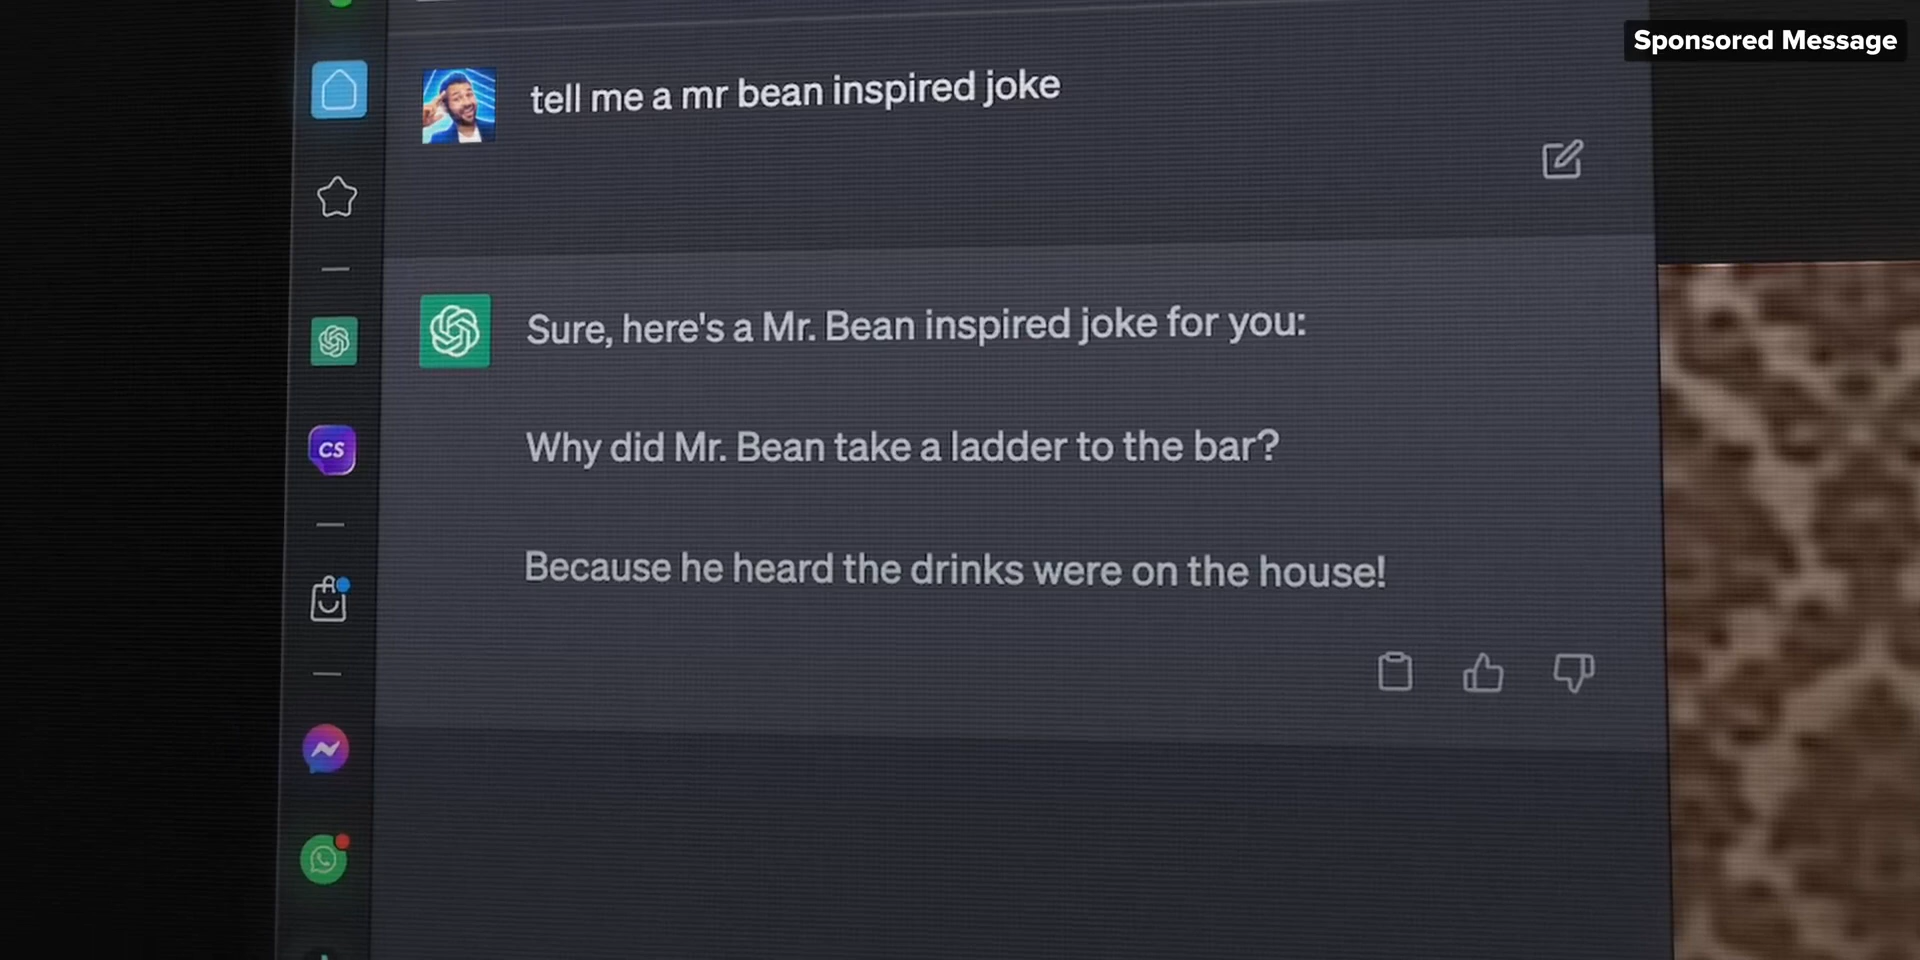 Sponsored Message
tell me a mr bean inspired joke
Sure, here's a Mr. Bean inspired joke for you:
Why did Mr. Bean take a ladder to the bar?
CS
Because he heard the drinks were on the house!